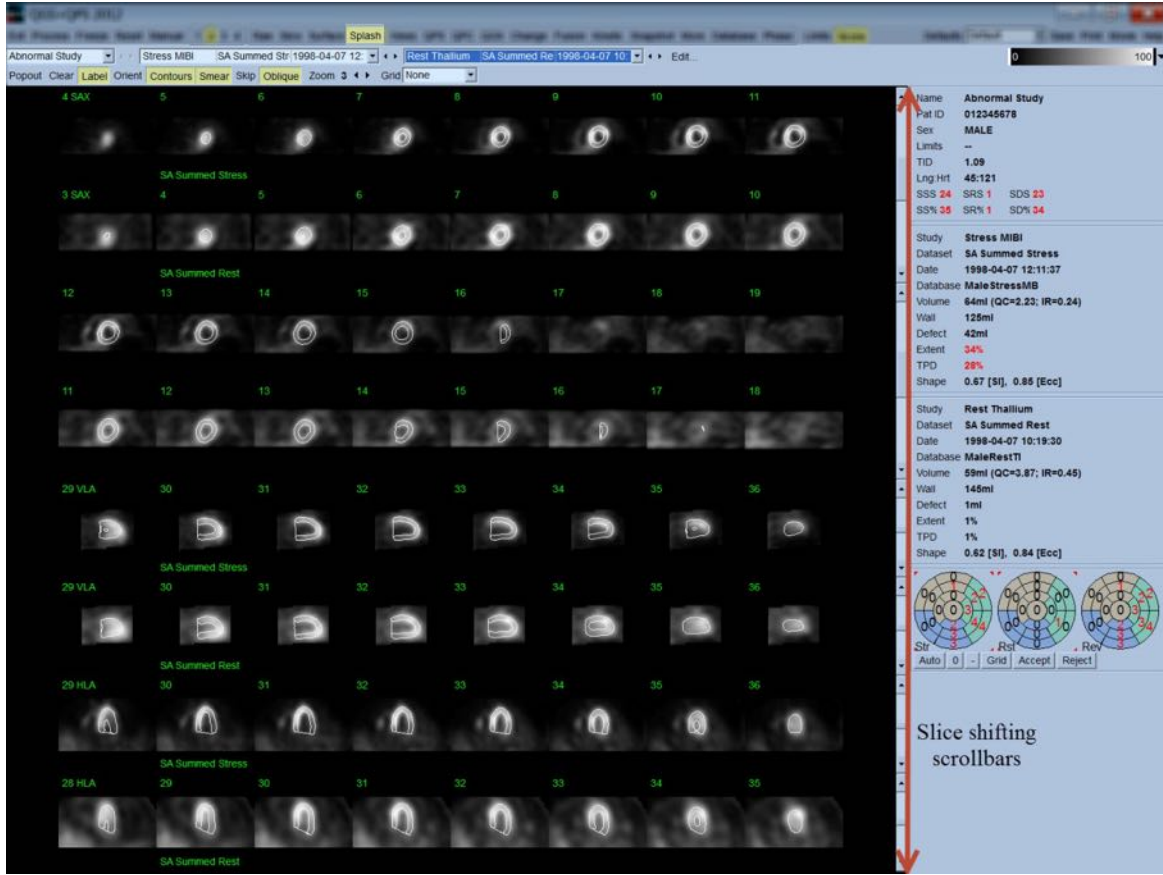 QGS+QPS 2012
Splash
Abnormal Study Stress MIBI SA Summed Str 1998-04-07 12: Rest Thallium SA Summed Re 1998-04-07 10: Edit...
0 100
Popout Clear Label Orient Contours Smear Skip Oblique Zoom 3 Grid None
4 SAX 5 6 7 8 9 10 11
SA Summed Stress
3 SAX 4 5 6 7 8 9 10
SA Summed Rest
12 13 14 15 16 17 18 19
11 12 13 14 15 16 17 18
29 VLA 30 31 32 33 34 35 36
SA Summed Stress
29 VLA 30 31 32 33 34 35 36
SA Summed Rest
29 HLA 30 31 32 33 34 35 36
SA Summed Stress
28 HLA 29 30 31 32 33 34 35
SA Summed Rest
Name Abnormal Study
Pat ID 012345678
Sex MALE
Limits --
TID 1.09
Lng:Hrt 45:121
SSS 24 SRS 1 SDS 23
SS% 35 SR% 1 SD% 34
Study Stress MIBI
Dataset SA Summed Stress
Date 1998-04-07 12:11:37
Database MaleStressMB
Volume 64ml (QC=2.23; IR=0.24)
Wall 125ml
Defect 42ml
Extent 34%
TPD 28%
Shape 0.67 [SI], 0.85 [Ecc]
Study Rest Thallium
Dataset SA Summed Rest
Date 1998-04-07 10:19:30
Database MaleRestTl
Volume 59ml (QC=3.87; IR=0.45)
Wall 145ml
Defect 1ml
Extent 1%
TPD 1%
Shape 0.62 [SI], 0.84 [Ecc]
Str Rst Rev
Auto 0 - Grid Accept Reject
Slice shifting
scrollbars